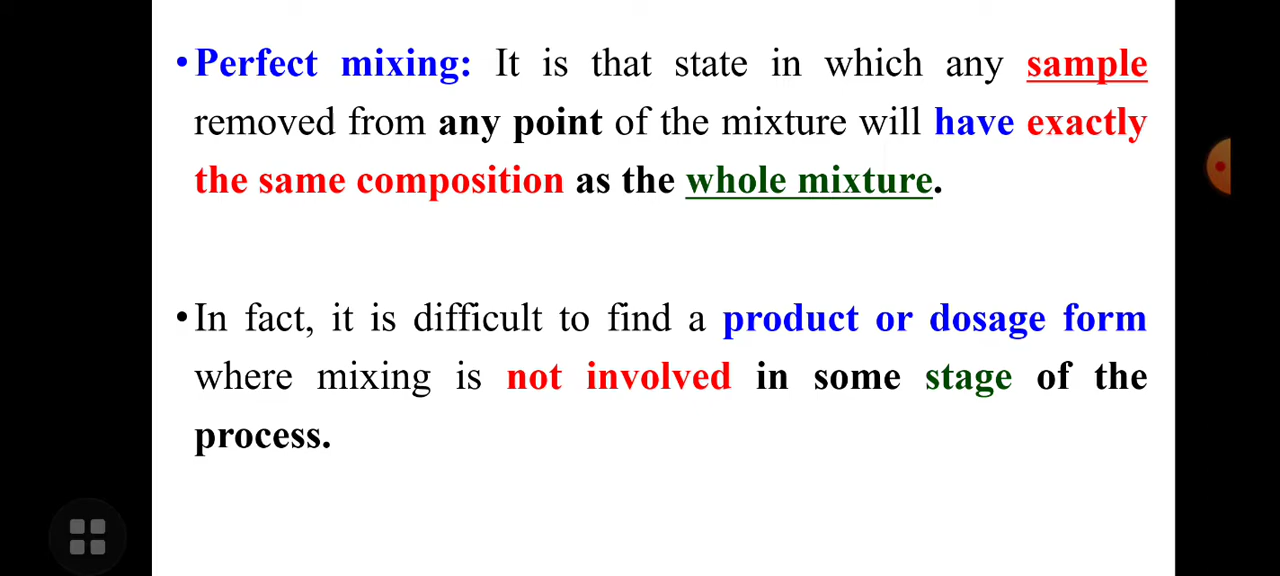 •Perfect mixing: It is that state in which any sample
removed from any point of the mixture will have exactly
the same composition as the whole mixture.
•In fact, it is difficult to find a product or dosage form
where mixing is not involved in some stage of the
process.